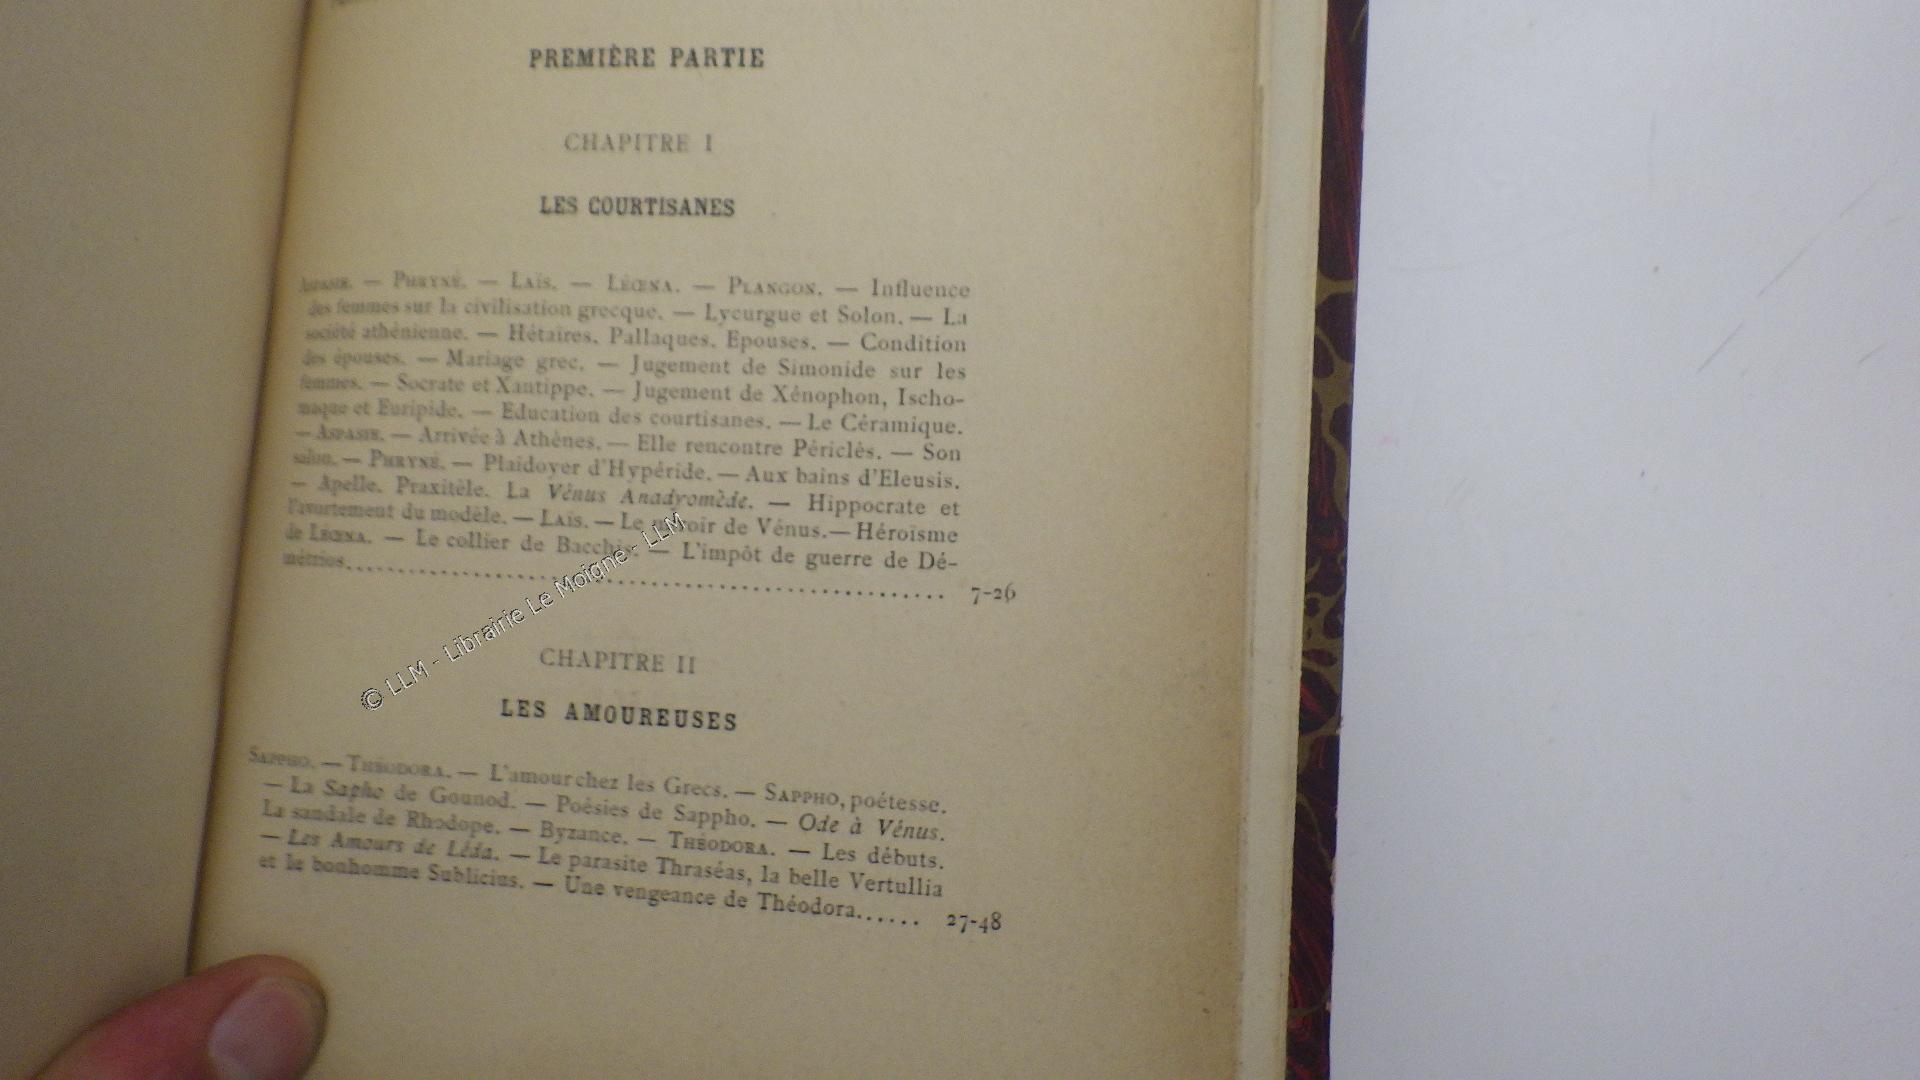 PREMIÈRE PARTIE
CHAPITRE I
LES COURTISANES
ASPASIE. — PHRYNÉ. — LAÏS. — LÉŒNA. — PLANGON. — Influence
des femmes sur la civilisation grecque. — Lycurgue et Solon. — La
société athénienne. — Hétaïres, Pallaques, Epouses. — Condition
des épouses. — Mariage grec. — Jugement de Simonide sur les
femmes. — Socrate et Xantippe. — Jugement de Xénophon, Ischo-
maque et Euripide. — Education des courtisanes. — Le Céramique.
— ASPASIE. — Arrivée à Athènes. — Elle rencontre Périclès. — Son
salon. — PHRYNÉ. — Plaidoyer d'Hypéride. — Aux bains d'Eleusis.
— Apelle. Praxitèle. La Vénus Anadyomède. — Hippocrate et
l'avortement du modèle. — LAÏS. — Le miroir de Vénus. — Héroïsme
de LÉŒNA. — Le collier de Bacchis. — L'impôt de guerre de Dé-
métrios. 7-26
CHAPITRE II
LES AMOUREUSES
SAPPHO. — THÉODORA. — L'amour chez les Grecs. — SAPPHO, poétesse.
— La Sapho de Gounod. — Poésies de Sappho. — Ode à Vénus.
La sandale de Rhodope. — Byzance. — THÉODORA. — Les débuts.
— Les Amours de Léda. — Le parasite Thraséas, la belle Vertullia
et le bonhomme Sublicius. — Une vengeance de Théodora...... 27-48
© LLM - Librairie Le Moigne - LLM